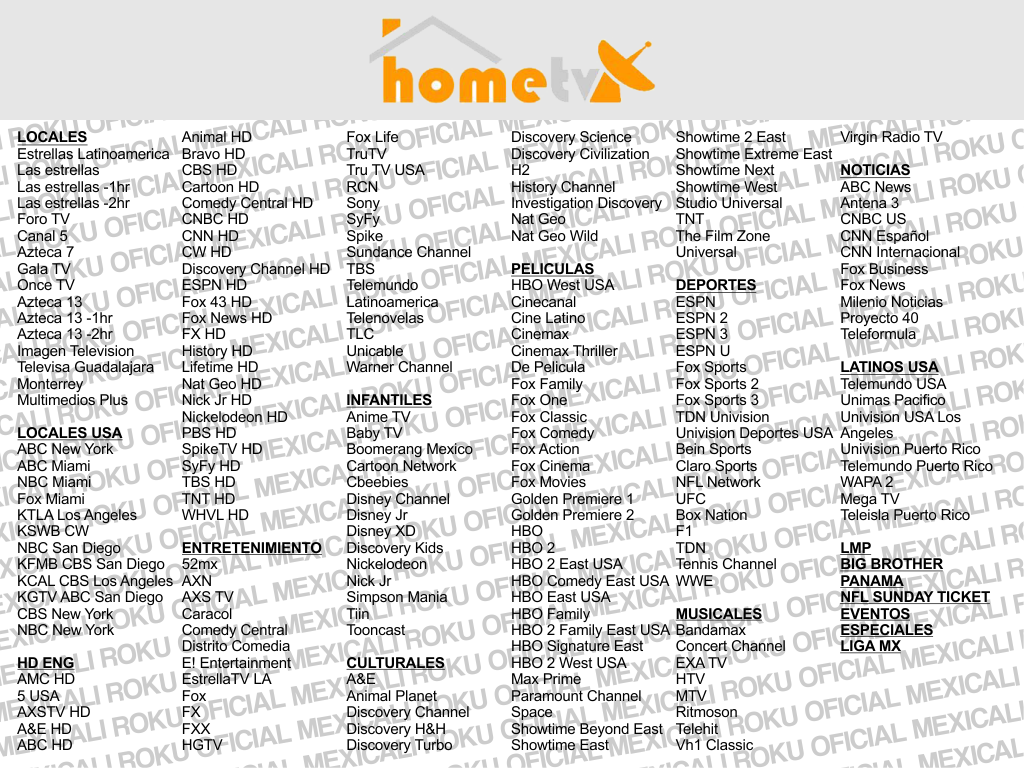 hometv
LOCALES
Estrellas Latinoamerica
Las estrellas
Las estrellas -1hr
Las estrellas -2hr
Foro TV
Canal 5
Azteca 7
Gala TV
Once TV
Azteca 13
Azteca 13 -1hr
Azteca 13 -2hr
Imagen Television
Televisa Guadalajara
Monterrey
Multimedios Plus
LOCALES USA
ABC New York
ABC Miami
NBC Miami
Fox Miami
KTLA Los Angeles
KSWB CW
NBC San Diego
KFMB CBS San Diego
KCAL CBS Los Angeles
KGTV ABC San Diego
CBS New York
NBC New York
HD ENG
AMC HD
5 USA
AXSTV HD
A&E HD
ABC HD
Animal HD
Bravo HD
CBS HD
Cartoon HD
Comedy Central HD
CNBC HD
CNN HD
CW HD
Discovery Channel HD
ESPN HD
Fox 43 HD
Fox News HD
FX HD
History HD
Lifetime HD
Nat Geo HD
Nick Jr HD
Nickelodeon HD
PBS HD
SpikeTV HD
SyFy HD
TBS HD
TNT HD
WHVL HD
ENTRETENIMIENTO
52mx
AXN
AXS TV
Caracol
Comedy Central
Distrito Comedia
E! Entertainment
EstrellaTV LA
Fox
FX
FXX
HGTV
Fox Life
TruTV
Tru TV USA
RCN
Sony
SyFy
Spike
Sundance Channel
TBS
Telemundo
Latinoamerica
Telenovelas
TLC
Unicable
Warner Channel
INFANTILES
Anime TV
Baby TV
Boomerang Mexico
Cartoon Network
Cbeebies
Disney Channel
Disney Jr
Disney XD
Discovery Kids
Nickelodeon
Nick Jr
Simpson Mania
Tiin
Tooncast
CULTURALES
A&E
Animal Planet
Discovery Channel
Discovery H&H
Discovery Turbo
Discovery Science
Discovery Civilization
H2
History Channel
Investigation Discovery
Nat Geo
Nat Geo Wild
PELICULAS
HBO West USA
Cinecanal
Cine Latino
Cinemax
Cinemax Thriller
De Pelicula
Fox Family
Fox One
Fox Classic
Fox Comedy
Fox Action
Fox Cinema
Fox Movies
Golden Premiere 1
Golden Premiere 2
HBO
HBO 2
HBO 2 East USA
HBO Comedy East USA
HBO East USA
HBO Family
HBO 2 Family East USA
HBO Signature East
HBO 2 West USA
Max Prime
Paramount Channel
Space
Showtime Beyond East
Showtime East
Showtime 2 East
Showtime Extreme East
Showtime Next
Showtime West
Studio Universal
TNT
The Film Zone
Universal
DEPORTES
ESPN
ESPN 2
ESPN 3
ESPN U
Fox Sports
Fox Sports 2
Fox Sports 3
TDN Univision
Univision Deportes USA
Bein Sports
Claro Sports
NFL Network
UFC
Box Nation
F1
TDN
Tennis Channel
WWE
MUSICALES
Bandamax
Concert Channel
EXA TV
HTV
MTV
Ritmoson
Telehit
Vh1 Classic
Virgin Radio TV
NOTICIAS
ABC News
Antena 3
CNBC US
CNN Español
CNN Internacional
Fox Business
Fox News
Milenio Noticias
Proyecto 40
Teleformula
LATINOS USA
Telemundo USA
Unimas Pacifico
Univision USA Los
Angeles
Univision Puerto Rico
Telemundo Puerto Rico
WAPA 2
Mega TV
Teleisla Puerto Rico
LMP
BIG BROTHER
PANAMA
NFL SUNDAY TICKET
EVENTOS
ESPECIALES
LIGA MX
MEXICALI ROKU OFICIAL